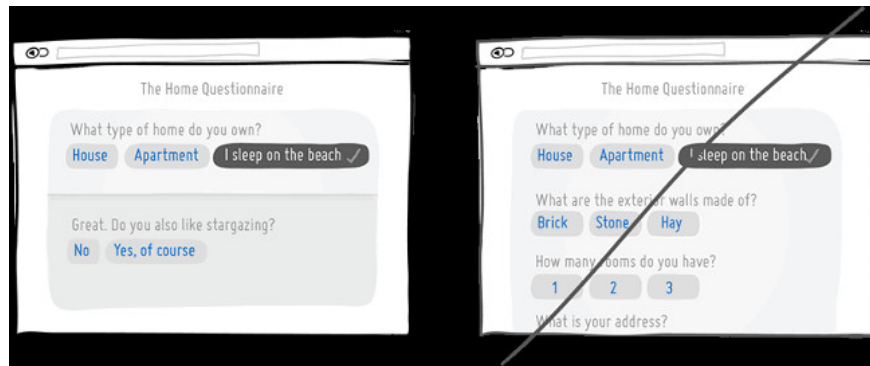 The Home Questionnaire
What type of home do you own?
House Apartment I sleep on the beach
Great. Do you also like stargazing?
No Yes, of course
The Home Questionnaire
What type of home do you own?
House Apartment I sleep on the beach
What are the exterior walls made of?
Brick Stone Hay
How many rooms do you have?
1 2 3
What is your address?